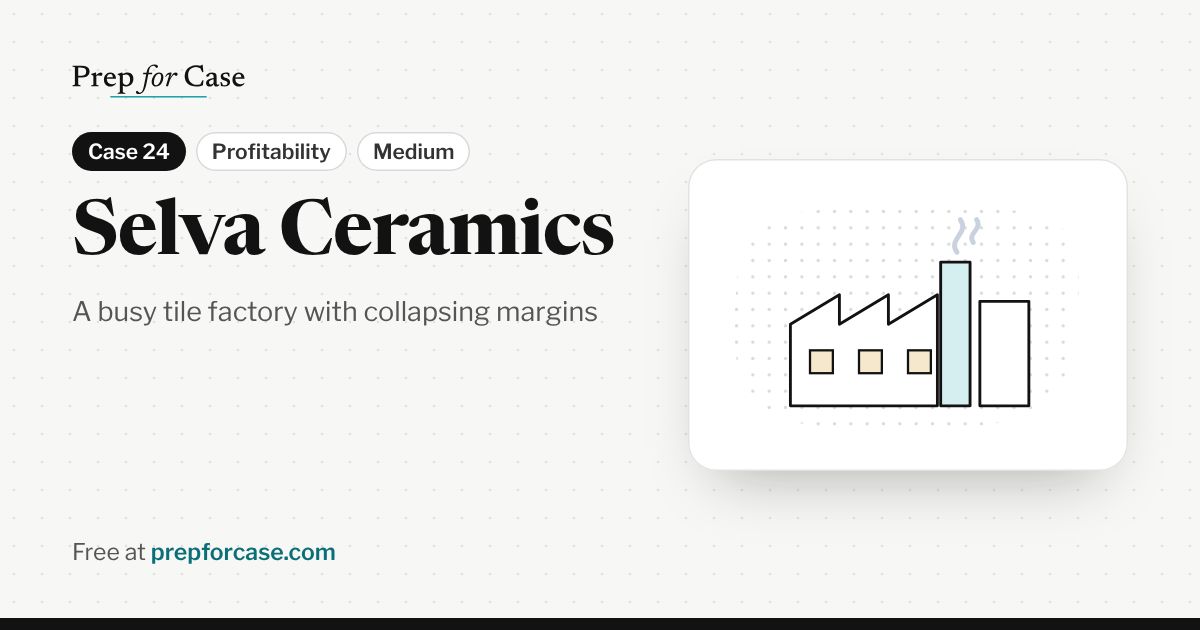 Prep for Case
Case 24 Profitability Medium
Selva Ceramics
A busy tile factory with collapsing margins
Free at prepforcase.com